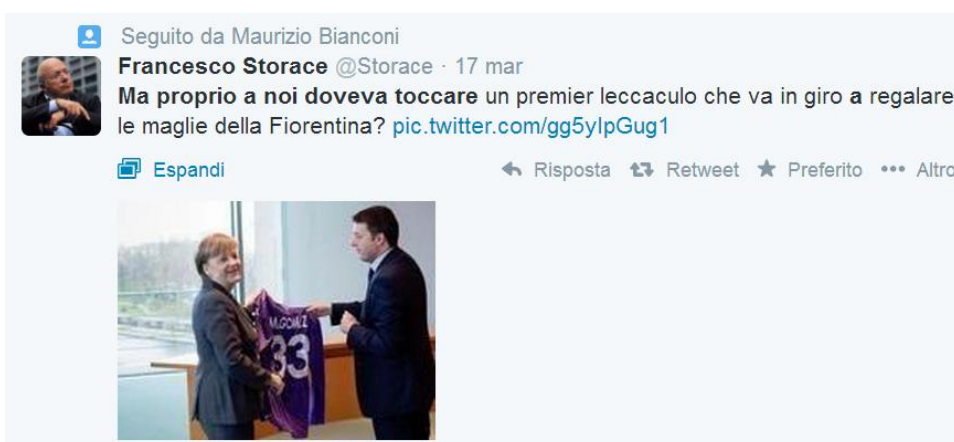 Seguito da Maurizio Bianconi
Francesco Storace @Storace · 17 mar
Ma proprio a noi doveva toccare un premier leccaculo che va in giro a regalare
le maglie della Fiorentina? pic.twitter.com/gg5yIpGug1
Espandi Risposta Retweet Preferito Altro
M.GOMEZ
33